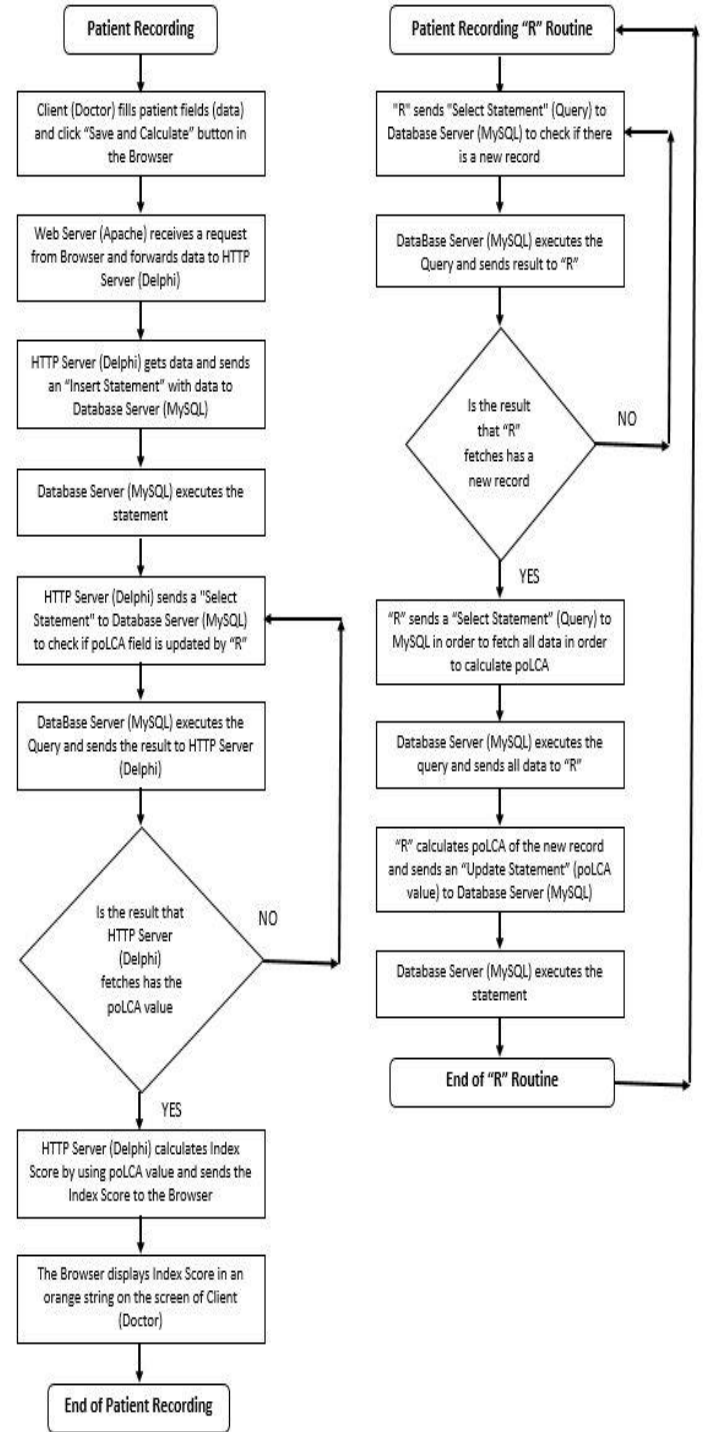 Patient Recording
Client (Doctor) fills patient fields (data)
and click “Save and Calculate” button in
the Browser
Web Server (Apache) receives a request
from Browser and forwards data to HTTP
Server (Delphi)
HTTP Server (Delphi) gets data and sends
an “Insert Statement” with data to
Database Server (MySQL)
Database Server (MySQL) executes the
statement
HTTP Server (Delphi) sends a "Select
Statement" to Database Server (MySQL)
to check if poLCA field is updated by “R”
DataBase Server (MySQL) executes the
Query and sends the result to HTTP Server
(Delphi)
Is the result that
HTTP Server
(Delphi)
fetches has the
poLCA value
NO
YES
HTTP Server (Delphi) calculates Index
Score by using poLCA value and sends the
Index Score to the Browser
The Browser displays Index Score in an
orange string on the screen of Client
(Doctor)
End of Patient Recording
Patient Recording “R” Routine
"R" sends "Select Statement" (Query) to
Database Server (MySQL) to check if there
is a new record
DataBase Server (MySQL) executes the
Query and sends result to “R”
Is the result
that “R”
fetches has a
new record
NO
YES
“R” sends a “Select Statement” (Query) to
MySQL in order to fetch all data in order
to calculate poLCA
Database Server (MySQL) executes the
query and sends all data to “R”
“R” calculates poLCA of the new record
and sends an “Update Statement” (poLCA
value) to Database Server (MySQL)
Database Server (MySQL) executes the
statement
End of “R” Routine